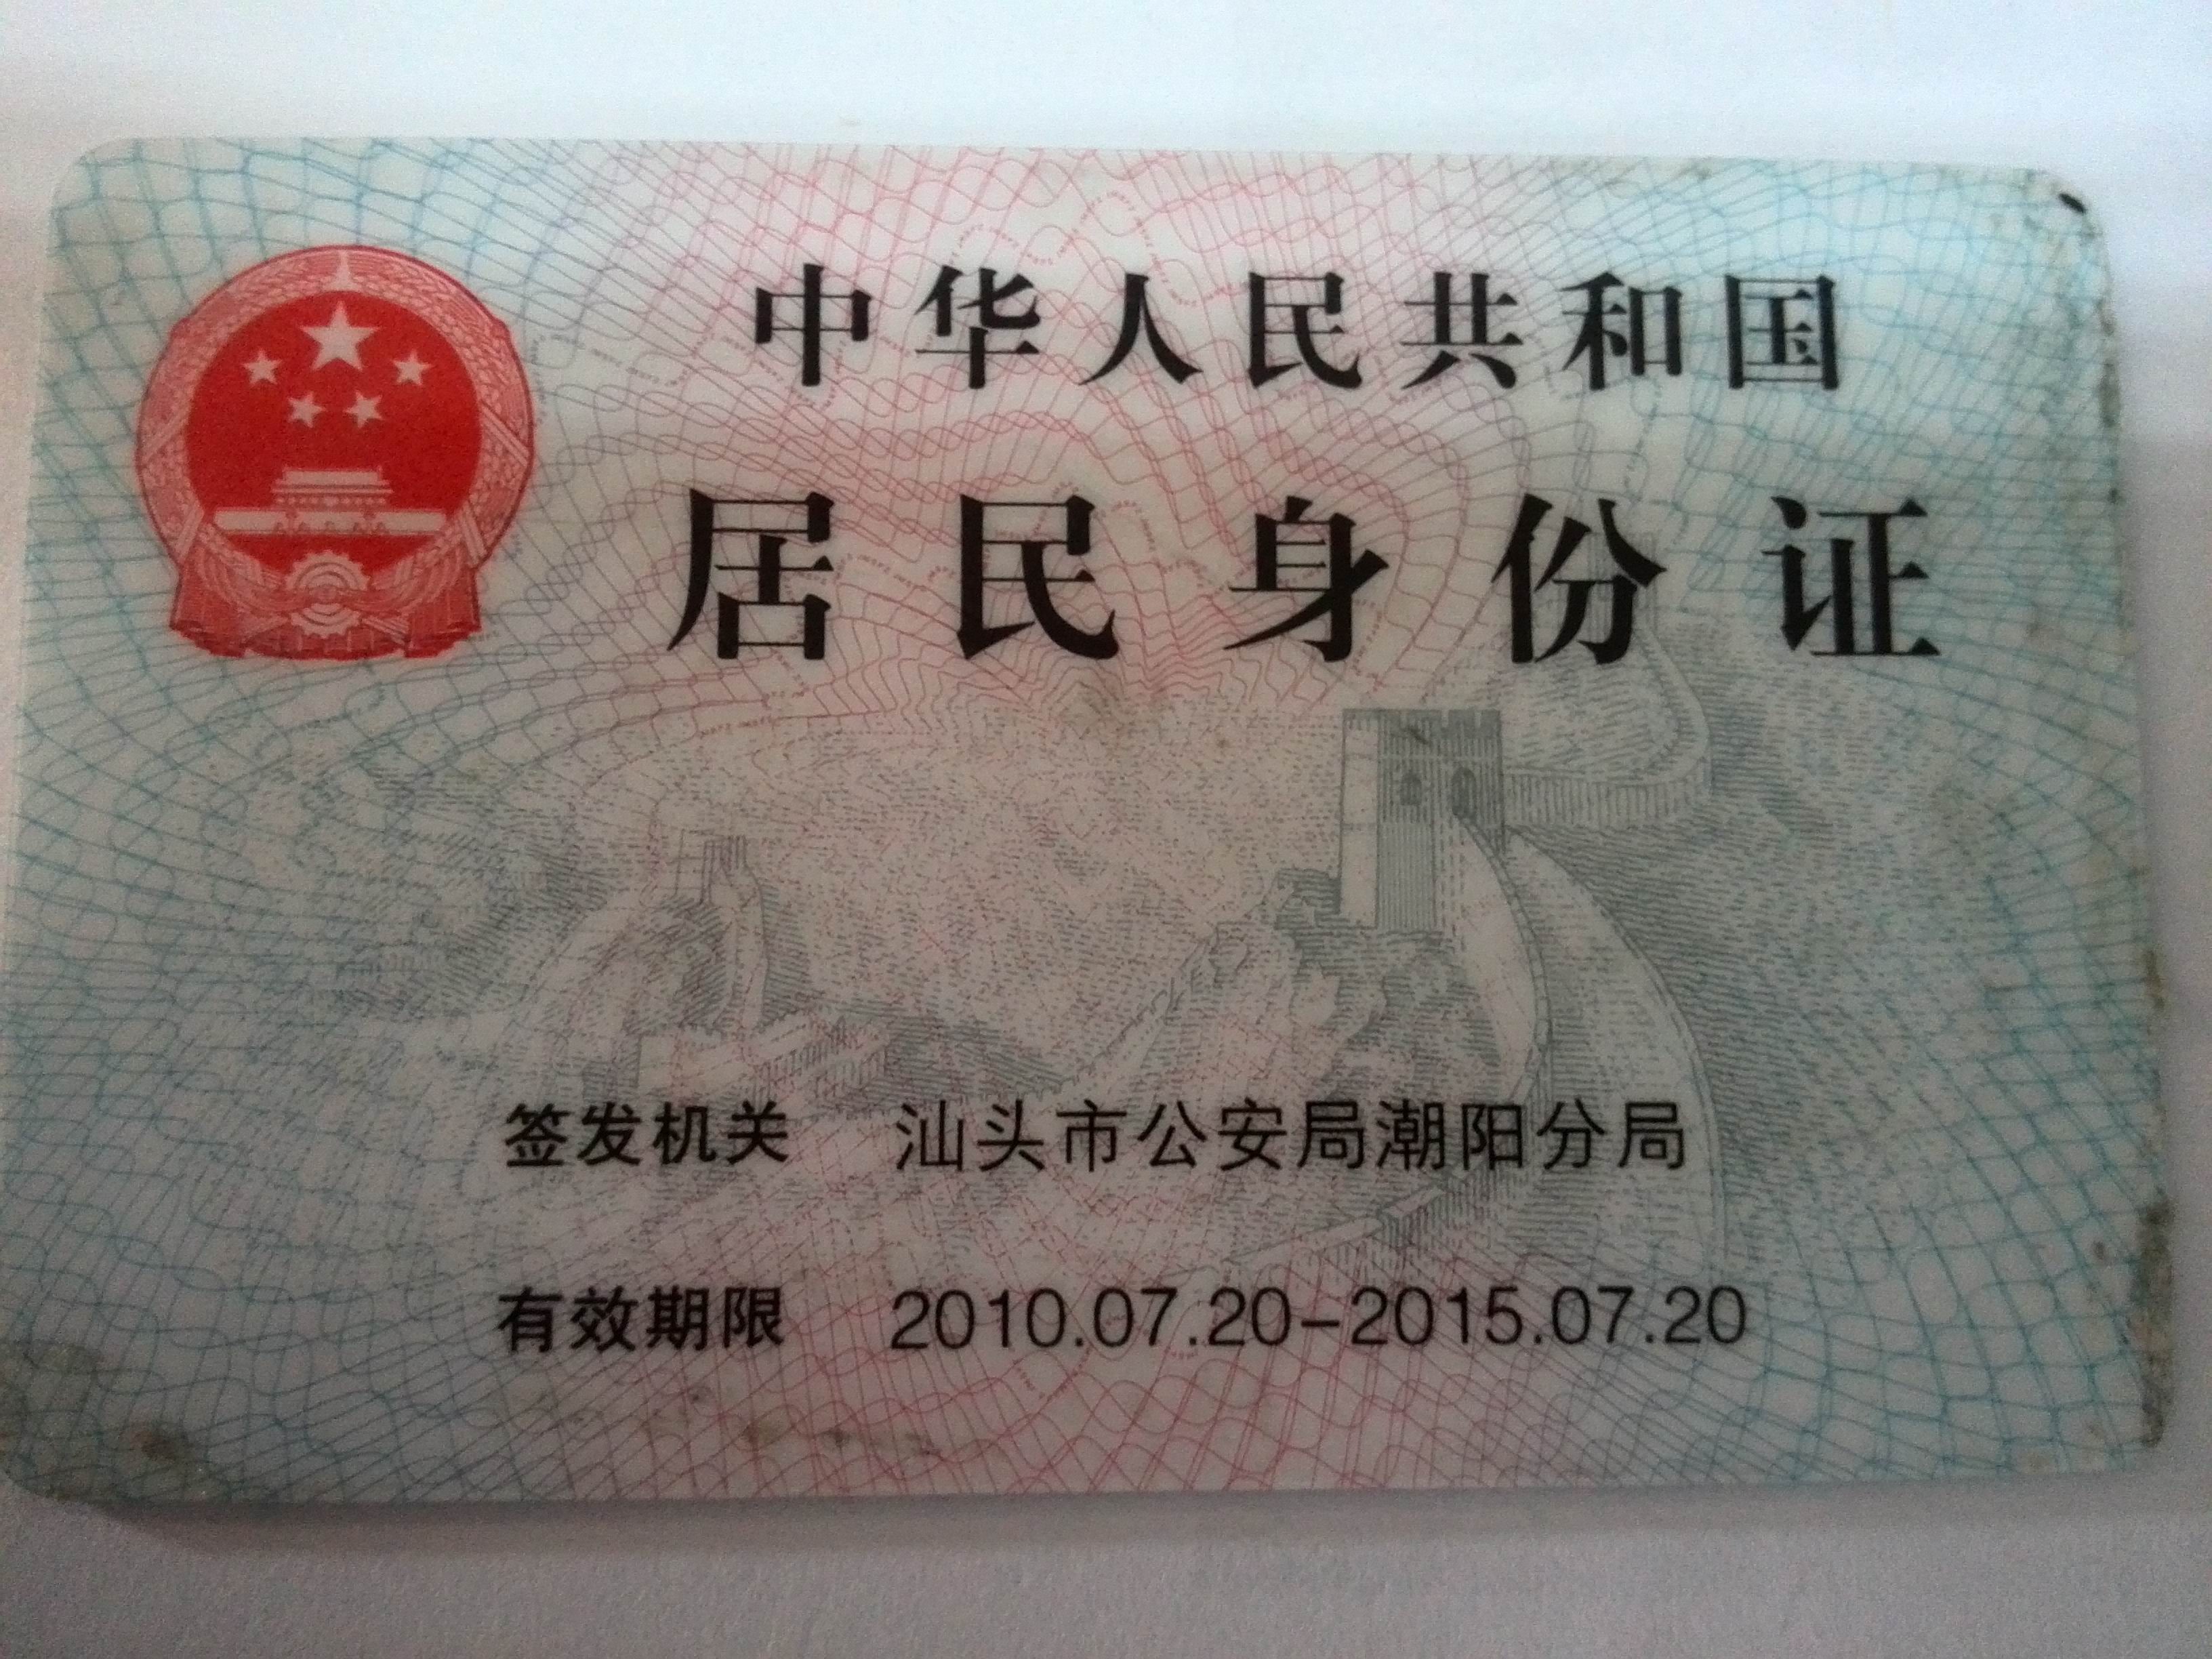 中华人民共和国
居民身份证
签发机关 汕头市公安局潮阳分局
有效期限 2010.07.20-2015.07.20